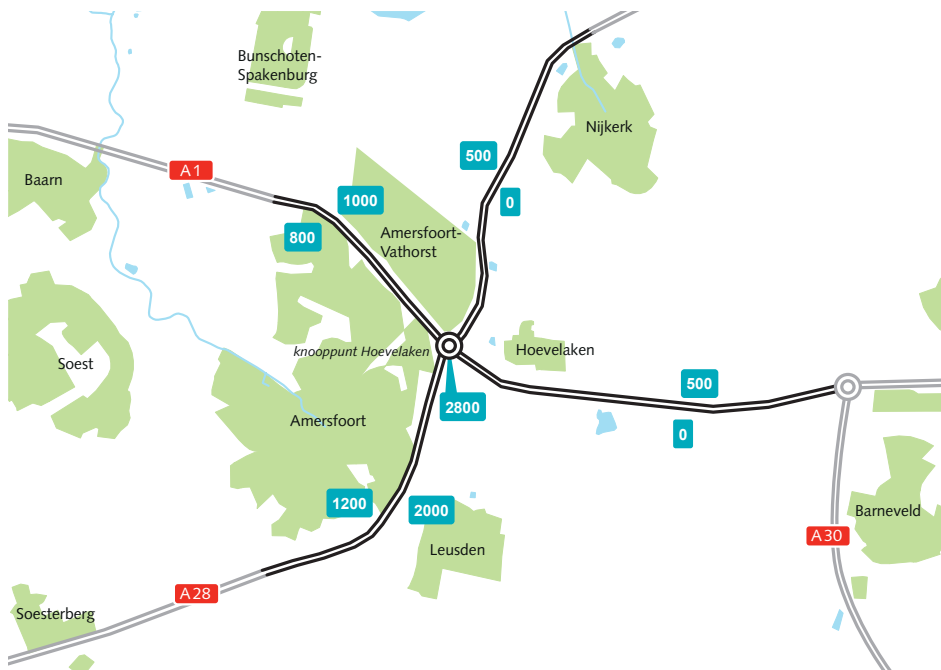 Bunschoten-
Spakenburg
Nijkerk
A1
500
Baarn
1000
0
800
Amersfoort-
Vathorst
knooppunt Hoevelaken
Hoevelaken
Soest
500
2800
Amersfoort
0
1200
2000
Barneveld
A30
Leusden
A28
Soesterberg